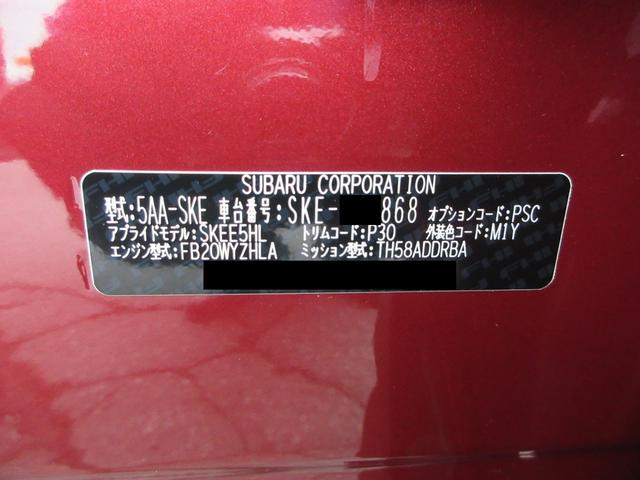 SUBARU CORPORATION
型式:5AA-SKE 車台番号:SKE- 868 オプションコード:PSC
アプライドモデル:SKEE5HL トリムコード:P30 外装色コード:M1Y
エンジン型式:FB20WYZHLA ミッション型式:TH58ADDRBA